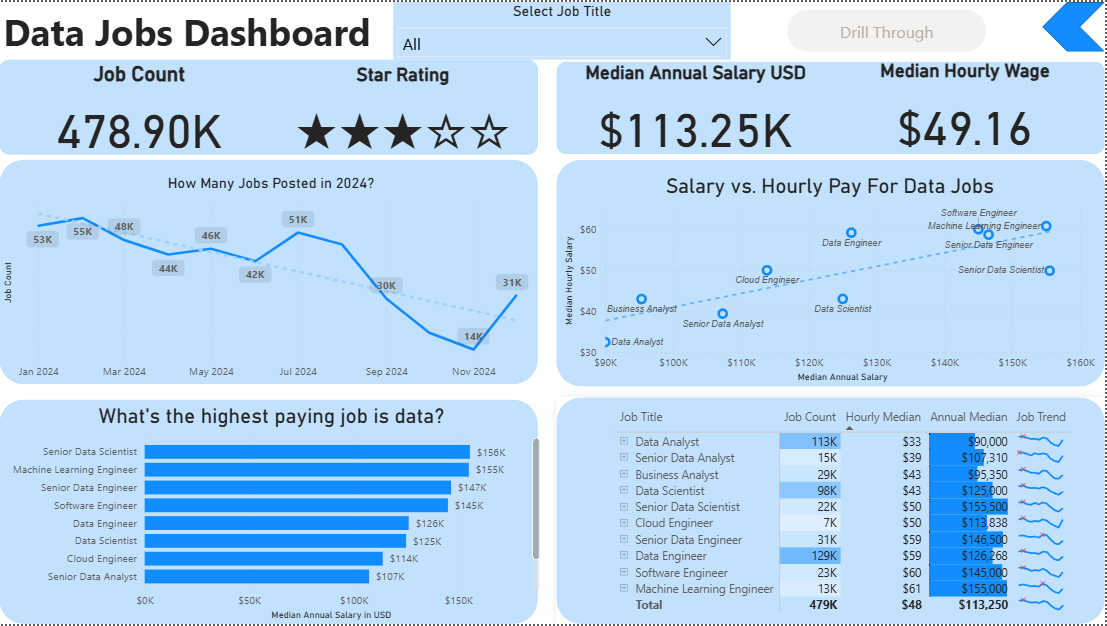 Data Jobs Dashboard
Select Job Title
All
Drill Through
Job Count
478.90K
Star Rating
Median Annual Salary USD
$113.25K
Median Hourly Wage
$49.16
How Many Jobs Posted in 2024?
Job Count
53K
55K
48K
44K
46K
42K
51K
30K
14K
31K
Jan 2024 Mar 2024 May 2024 Jul 2024 Sep 2024 Nov 2024
Salary vs. Hourly Pay For Data Jobs
Median Hourly Salary
$60
$50
$40
$30
Software Engineer
Machine Learning Engineer
Data Engineer
Senior Data Engineer
Cloud Engineer
Senior Data Scientist
Business Analyst
Data Scientist
Senior Data Analyst
Data Analyst
$90K $100K $110K $120K $130K $140K $150K $160K
Median Annual Salary
What's the highest paying job is data?
Senior Data Scientist $156K
Machine Learning Engineer $155K
Senior Data Engineer $147K
Software Engineer $145K
Data Engineer $126K
Data Scientist $125K
Cloud Engineer $114K
Senior Data Analyst $107K
$0K $50K $100K $150K
Median Annual Salary in USD
Job Title Job Count Hourly Median Annual Median Job Trend
Data Analyst 113K $33 $90,000
Senior Data Analyst 15K $39 $107,310
Business Analyst 29K $43 $95,350
Data Scientist 98K $43 $125,000
Senior Data Scientist 22K $50 $155,500
Cloud Engineer 7K $50 $113,838
Senior Data Engineer 31K $59 $146,500
Data Engineer 129K $59 $126,268
Software Engineer 23K $60 $145,000
Machine Learning Engineer 13K $61 $155,000
Total 479K $48 $113,250